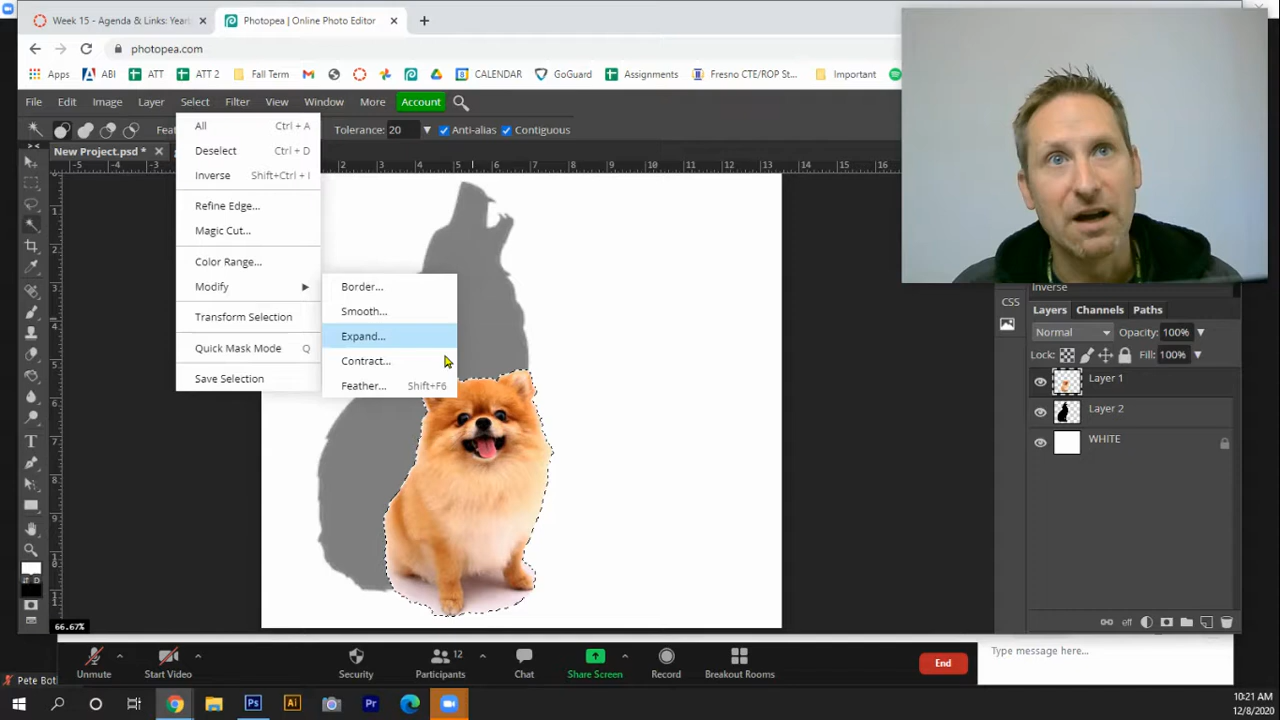 Week 15 - Agenda & Links: Year
Photopea | Online Photo Editor
photopea.com
Apps ABI ATT ATT 2 Fall Term CALENDAR GoGuard Assignments Fresno CTE/ROP St... Important
File Edit Image Layer Select Filter View Window More Account
All Ctrl + A
Tolerance: 20 Anti-alias Contiguous
New Project.psd *
Deselect Ctrl + D
Inverse Shift+Ctrl + I
Refine Edge...
Magic Cut...
Color Range...
Modify
Transform Selection
Quick Mask Mode Q
Save Selection
Border...
Smooth...
Expand...
Contract...
Feather... Shift+F6
Inverse
CSS
Layers Channels Paths
Normal Opacity: 100%
Lock: Fill: 100%
Layer 1
Layer 2
WHITE
66.67%
Type message here...
12
Unmute Start Video Security Participants Chat Share Screen Record Breakout Rooms End
10:21 AM
12/8/2020